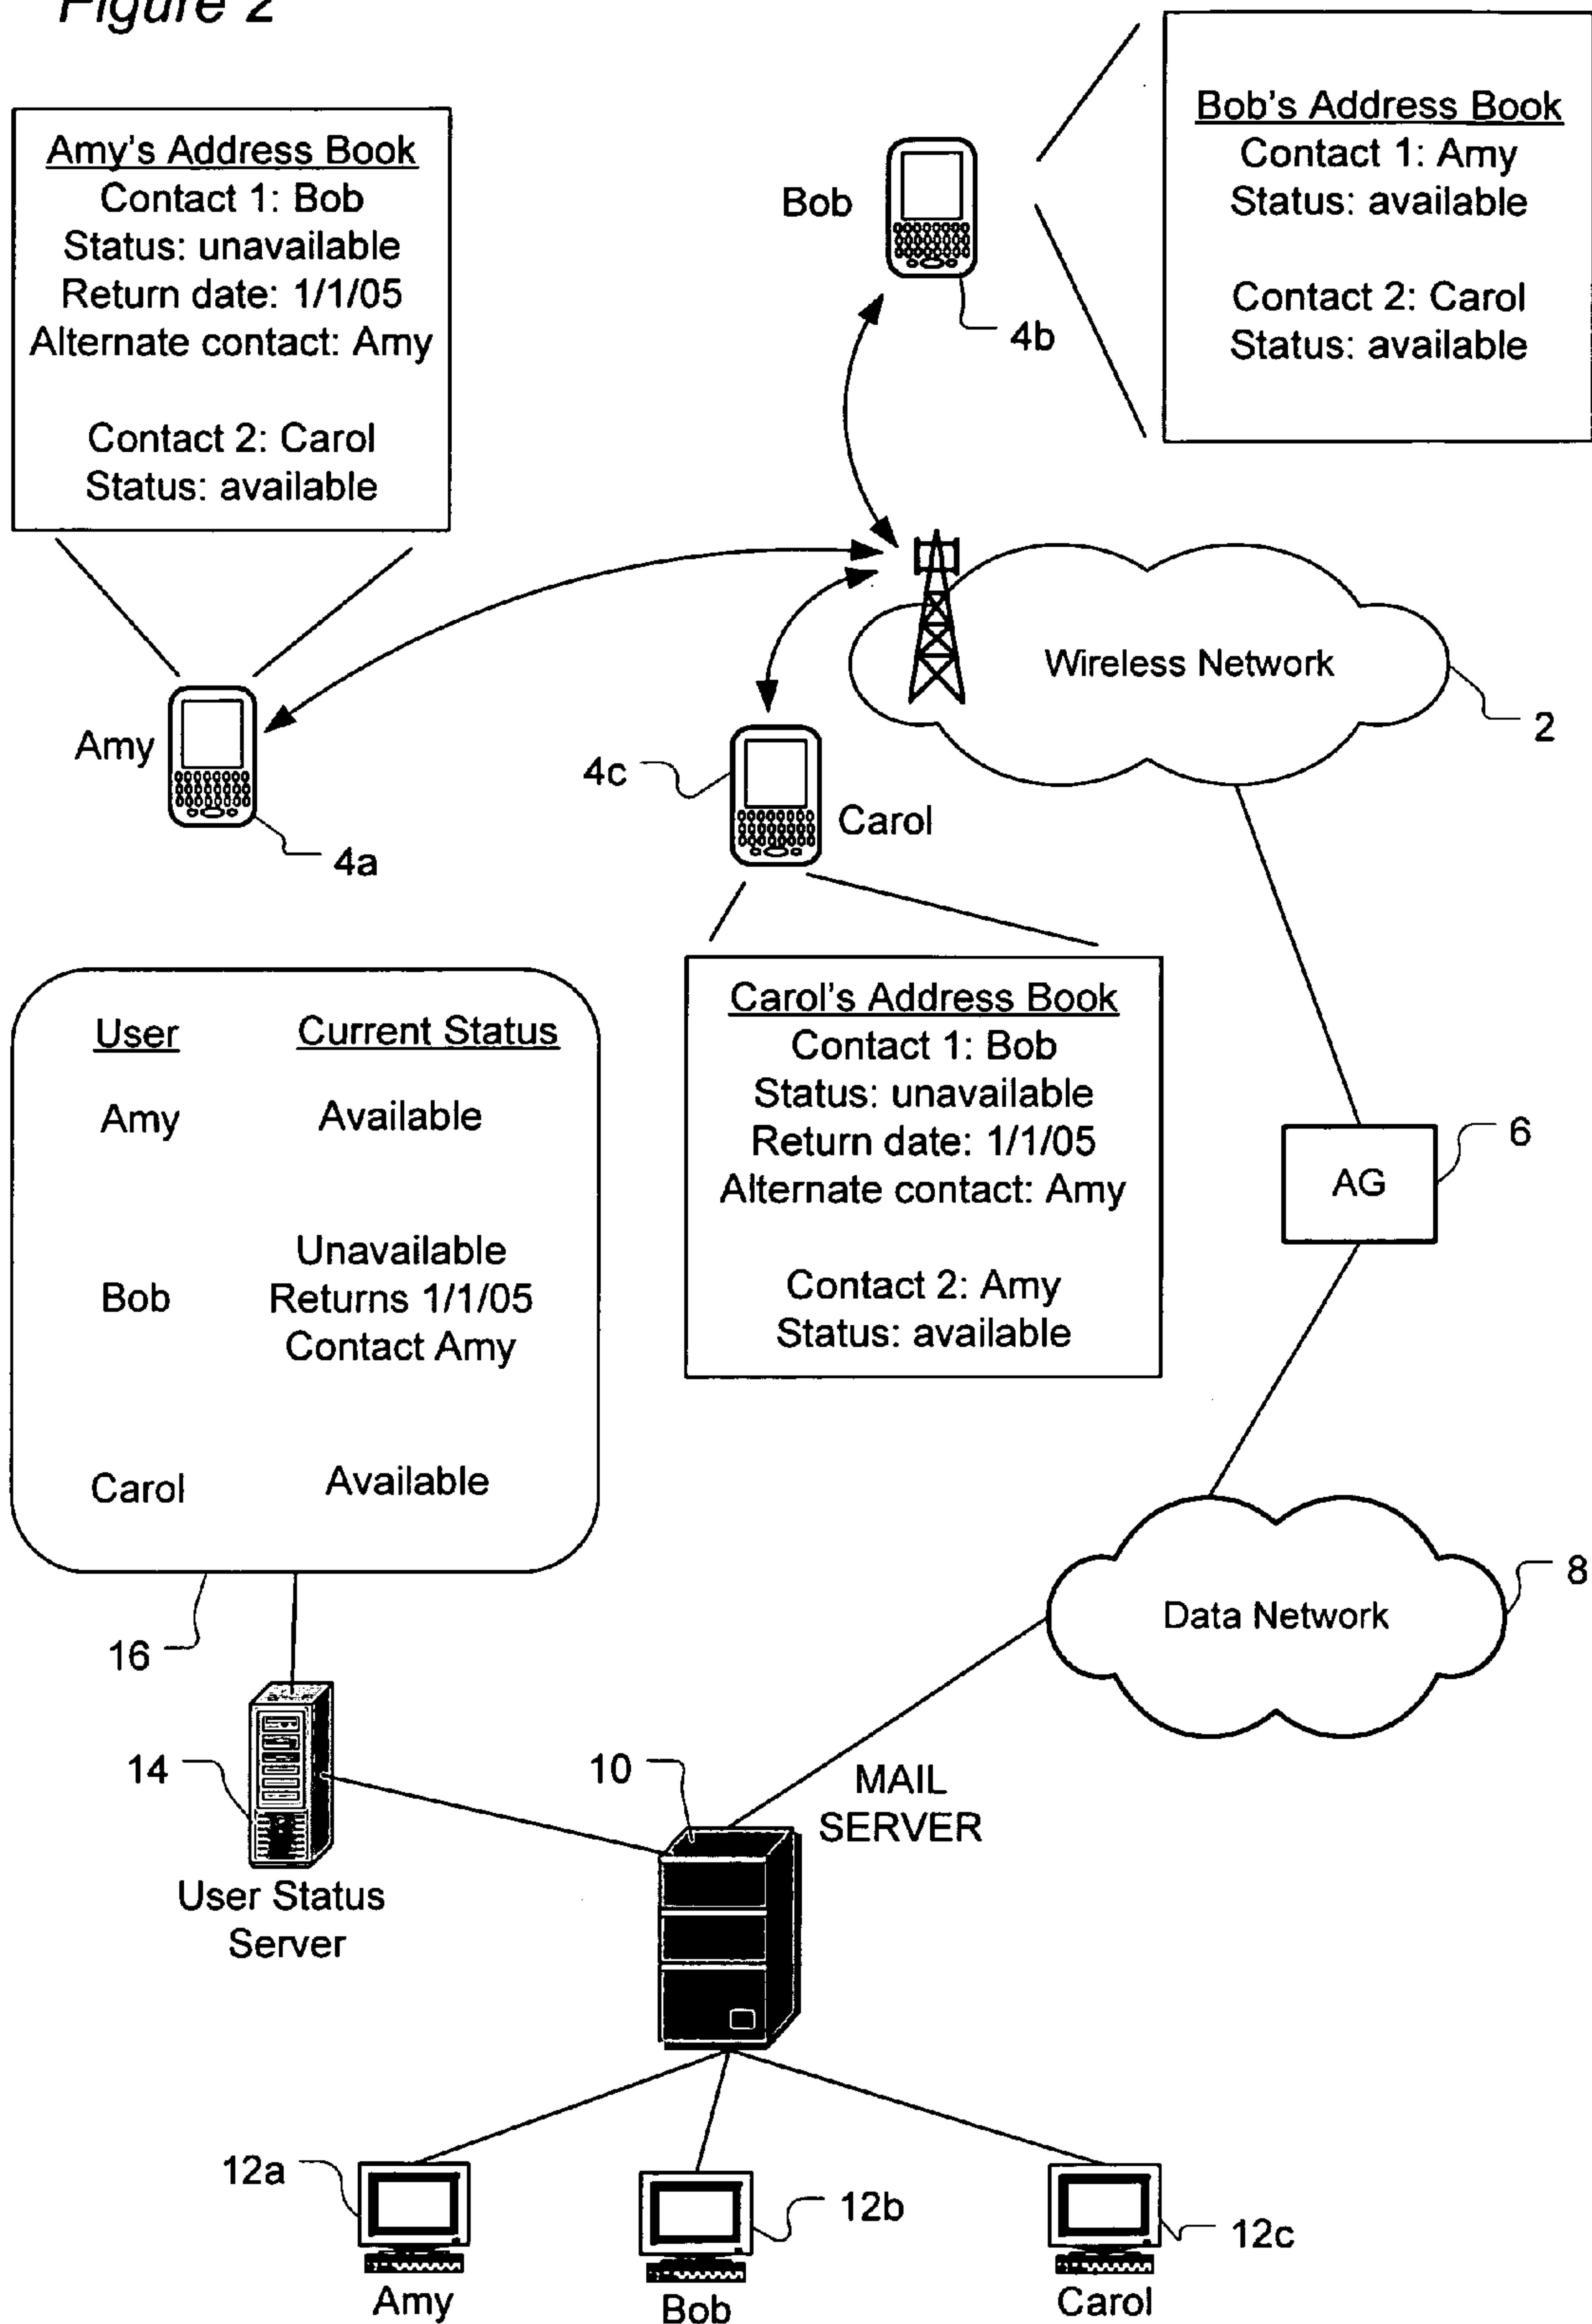 Figure 2
Bob's Address Book
Contact 1: Amy
Status: available
Contact 2: Carol
Status: available
Amy's Address Book
Contact 1: Bob
Status: unavailable
Return date: 1/1/05
Alternate contact: Amy
Contact 2: Carol
Status: available
Bob
4b
Wireless Network
2
Amy
4a
4c
Carol
Carol's Address Book
Contact 1: Bob
Status: unavailable
Return date: 1/1/05
Alternate contact: Amy
Contact 2: Amy
Status: available
User Current Status
Amy Available
Bob
Unavailable
Returns 1/1/05
Contact Amy
Carol Available
16
AG
6
Data Network
8
14
User Status
Server
10
MAIL
SERVER
12a
Amy
12b
Bob
12c
Carol